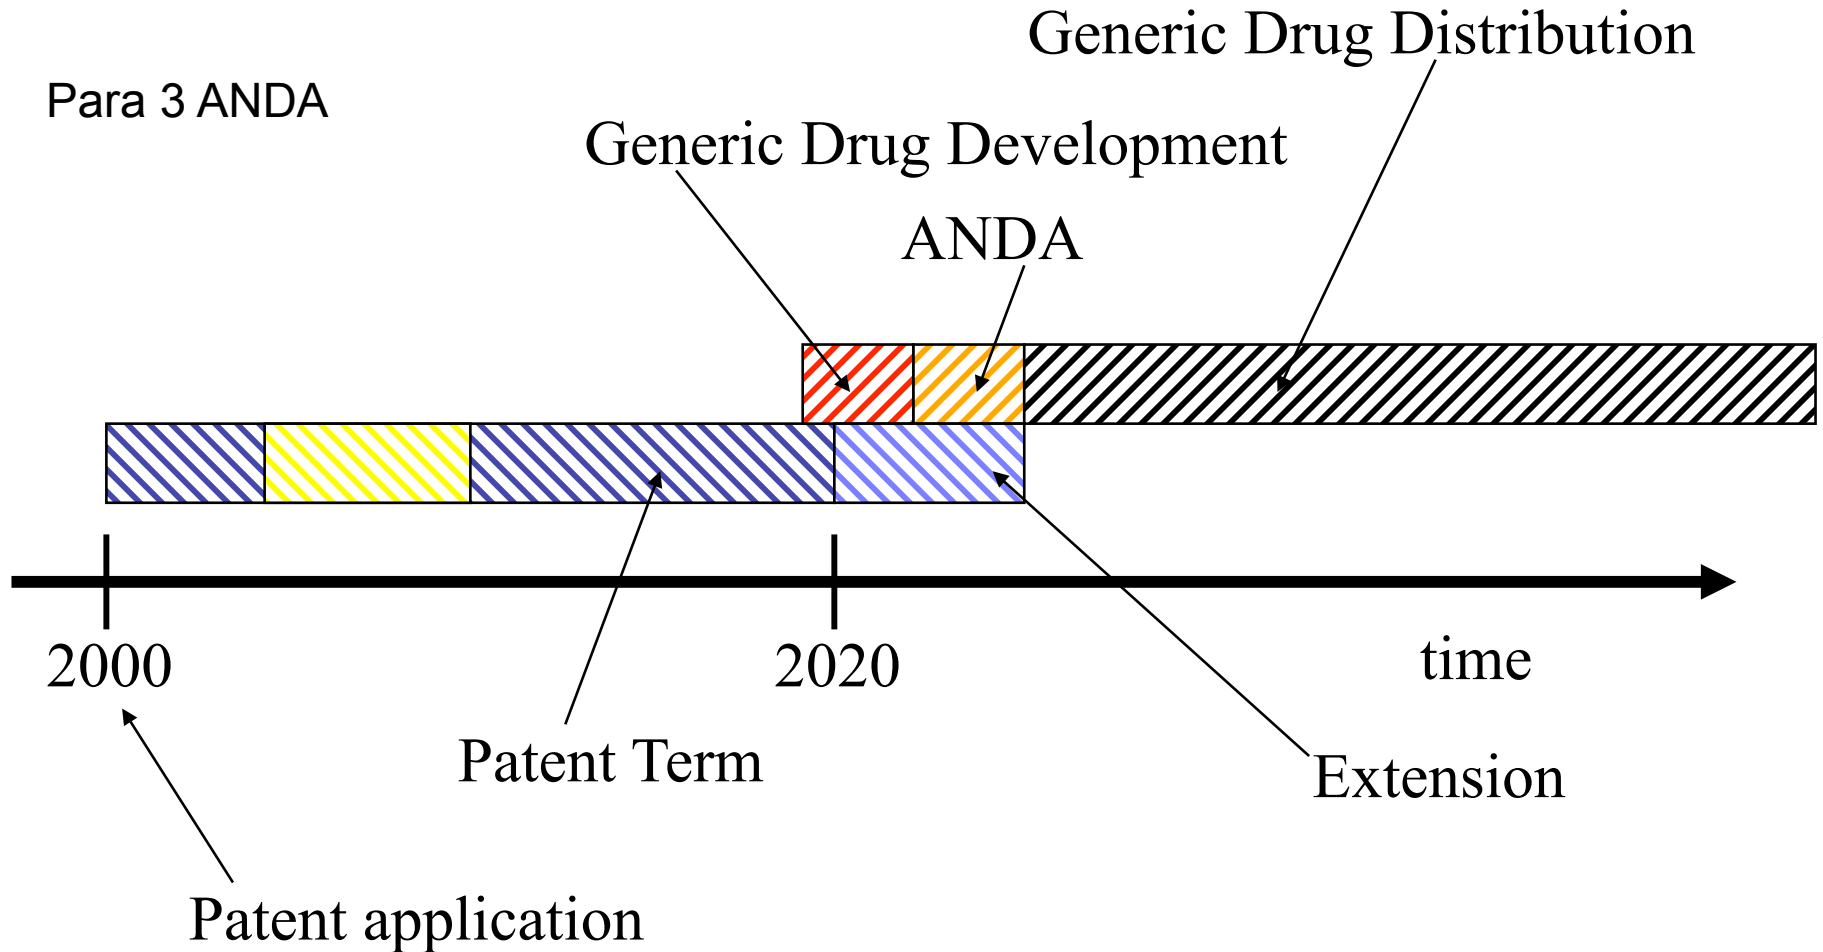 Generic Drug Distribution
Para 3 ANDA
Generic Drug Development
ANDA
2000
2020
time
Patent Term
Extension
Patent application